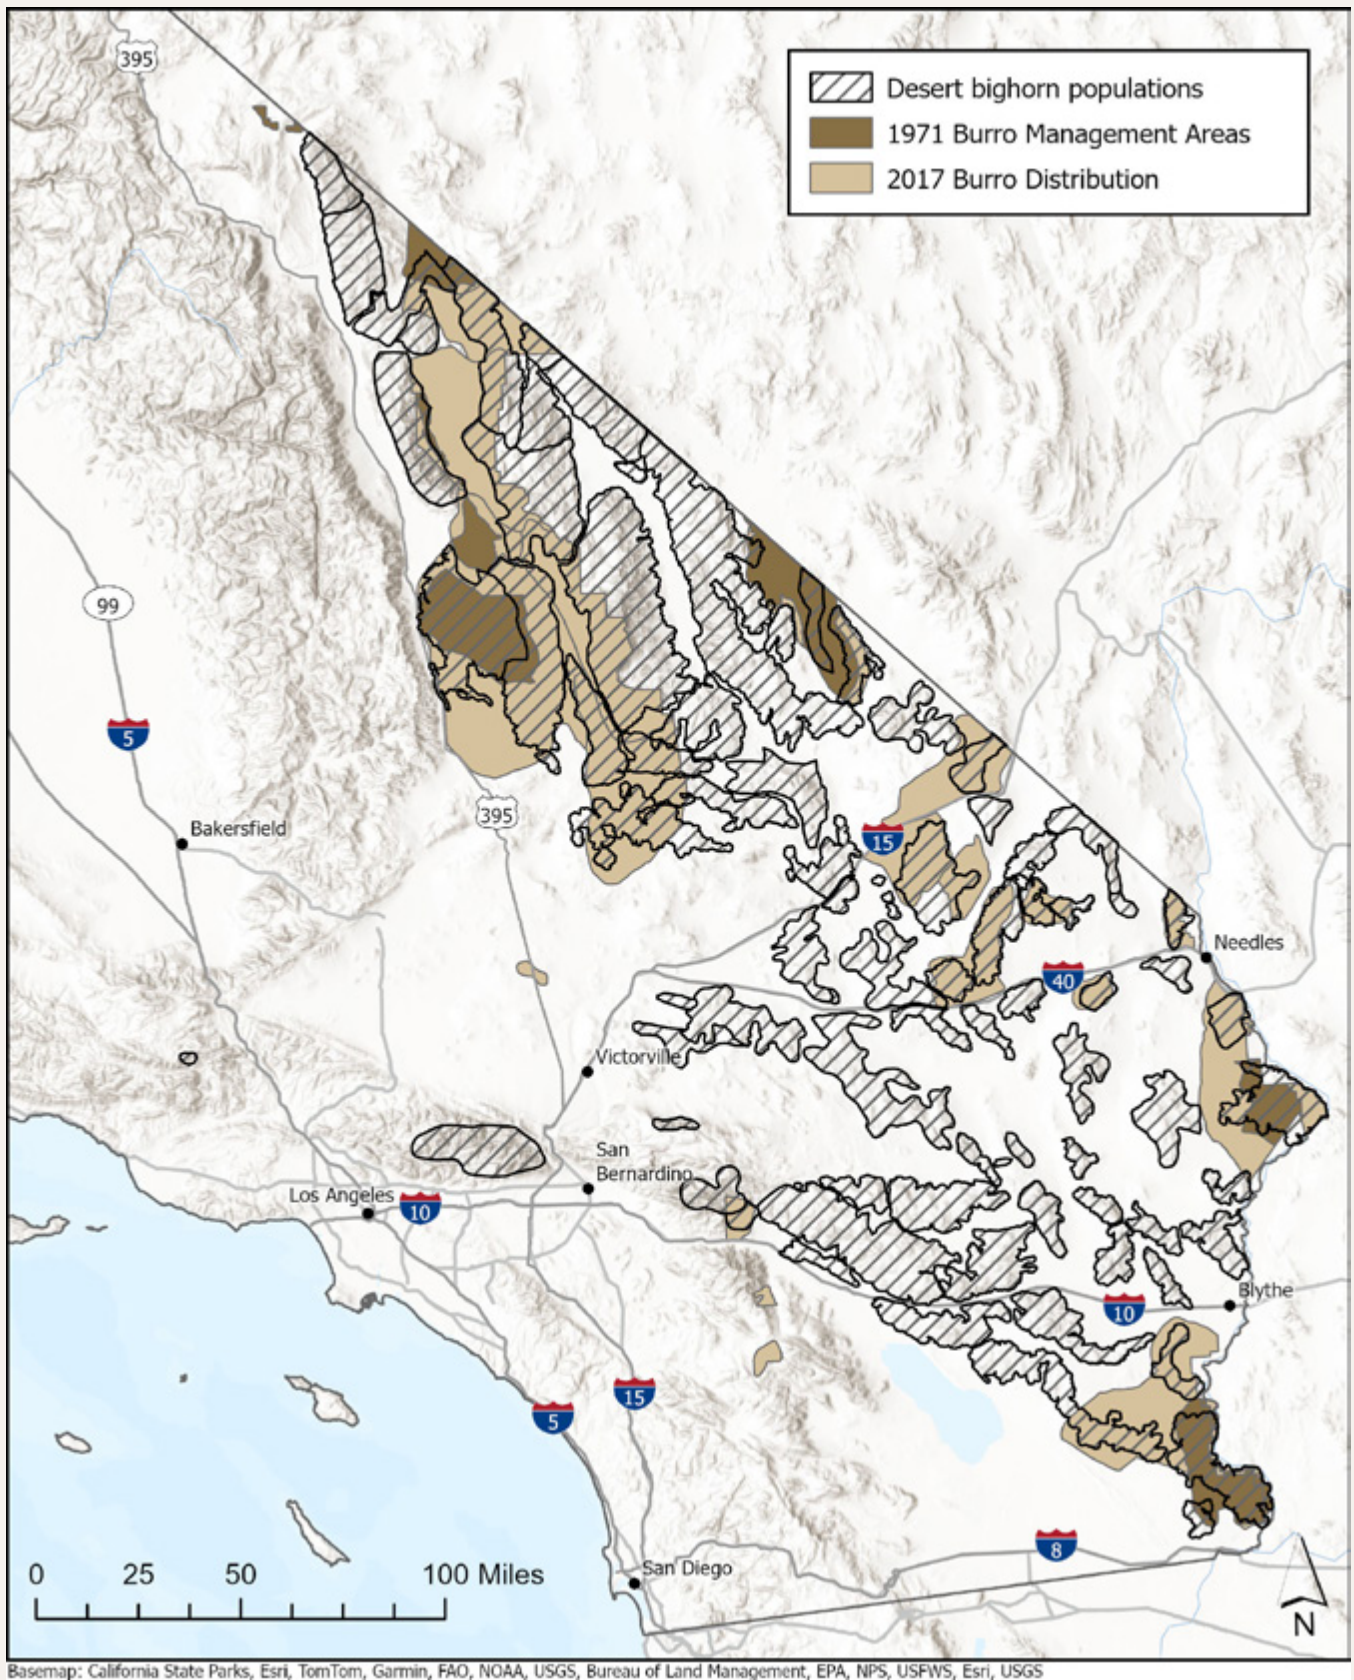 395
Desert bighorn populations
1971 Burro Management Areas
2017 Burro Distribution
99
5
395
Bakersfield
15
Needles
40
Victorville
San
Bernardino
Los Angeles
10
Blythe
10
15
5
8
San Diego
0 25 50 100 Miles
N
Basemap: California State Parks, Esri, TomTom, Garmin, FAO, NOAA, USGS, Bureau of Land Management, EPA, NPS, USFWS, Esri, USGS